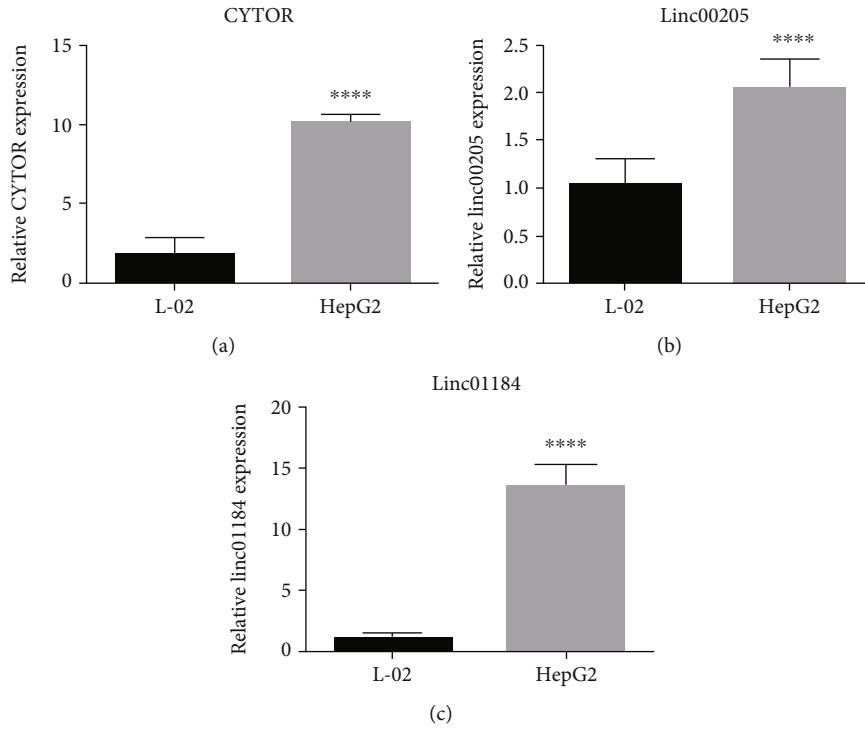 CYTOR
Relative CYTOR expression
15
10
5
0
****
L-02 HepG2
(a)
Linc00205
Relative linc00205 expression
2.5
2.0
1.5
1.0
0.5
0.0
****
L-02 HepG2
(b)
Linc01184
Relative linc01184 expression
20
15
10
5
0
****
L-02 HepG2
(c)